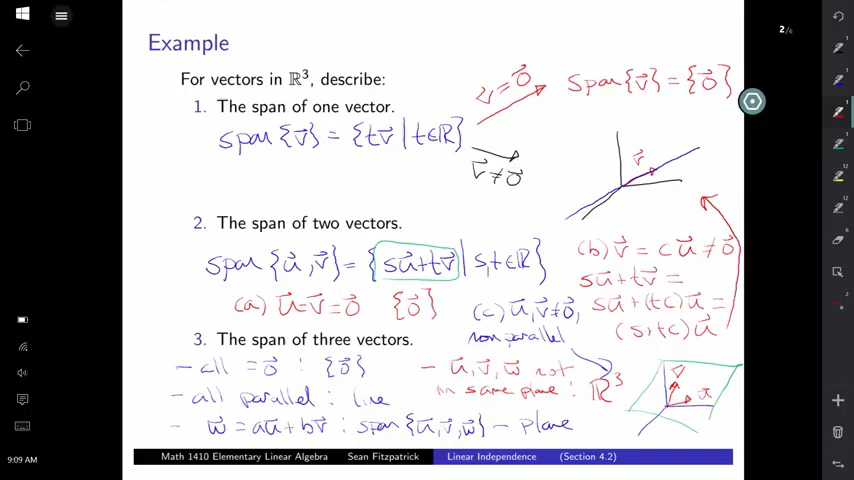 Example
2/6
For vectors in ℝ³, describe:
1. The span of one vector.
span{v⃗} = {tv⃗ | t∈ℝ}
v⃗ = 0⃗
span{v⃗} = {0⃗}
v⃗ ≠ 0⃗
v⃗
2. The span of two vectors.
span {u⃗, v⃗} = { su⃗+tv⃗ | s,t∈ℝ}
(a) u⃗=v⃗=0⃗ {0⃗}
(b) v⃗ = cu⃗ ≠ 0⃗
su⃗ + tv⃗ =
su⃗ + (tc)u⃗ =
(s+tc)u⃗
(c) u⃗, v⃗ ≠ 0⃗,
non parallel
3. The span of three vectors.
- all = 0⃗ : {0⃗}
- all parallel : line
- w⃗ = au⃗ + bv⃗ : span{u⃗, v⃗, w⃗} - plane
- u⃗, v⃗, w⃗ not
in same plane : ℝ³
v⃗
u⃗
Math 1410 Elementary Linear Algebra Sean Fitzpatrick Linear Independence (Section 4.2)
9:09 AM